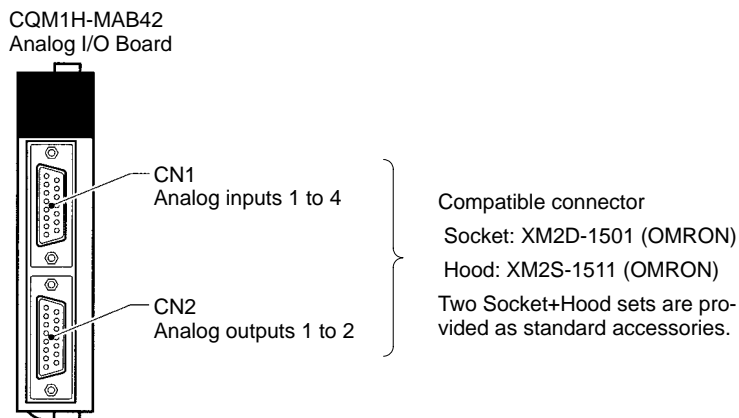 CQM1H-MAB42
Analog I/O Board
CN1
Analog inputs 1 to 4
CN2
Analog outputs 1 to 2
Compatible connector
Socket: XM2D-1501 (OMRON)
Hood: XM2S-1511 (OMRON)
Two Socket+Hood sets are pro-
vided as standard accessories.